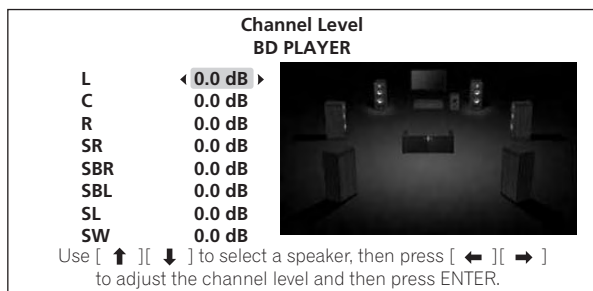 Channel Level
BD PLAYER
L 0.0 dB
C 0.0 dB
R 0.0 dB
SR 0.0 dB
SBR 0.0 dB
SBL 0.0 dB
SL 0.0 dB
SW 0.0 dB
Use [ ↑ ][ ↓ ] to select a speaker, then press [ ← ][ → ]
to adjust the channel level and then press ENTER.